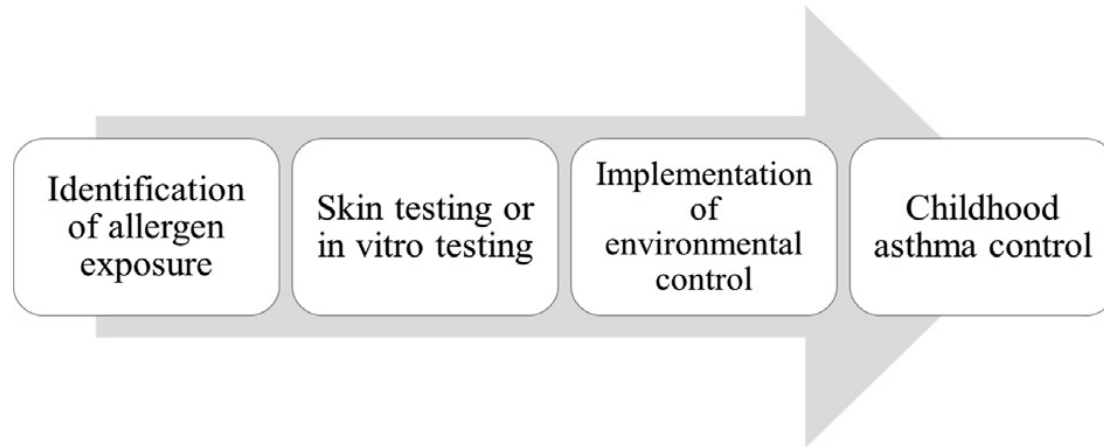 Identification
of allergen
exposure
Skin testing or
in vitro testing
Implementation
of
environmental
control
Childhood
asthma control